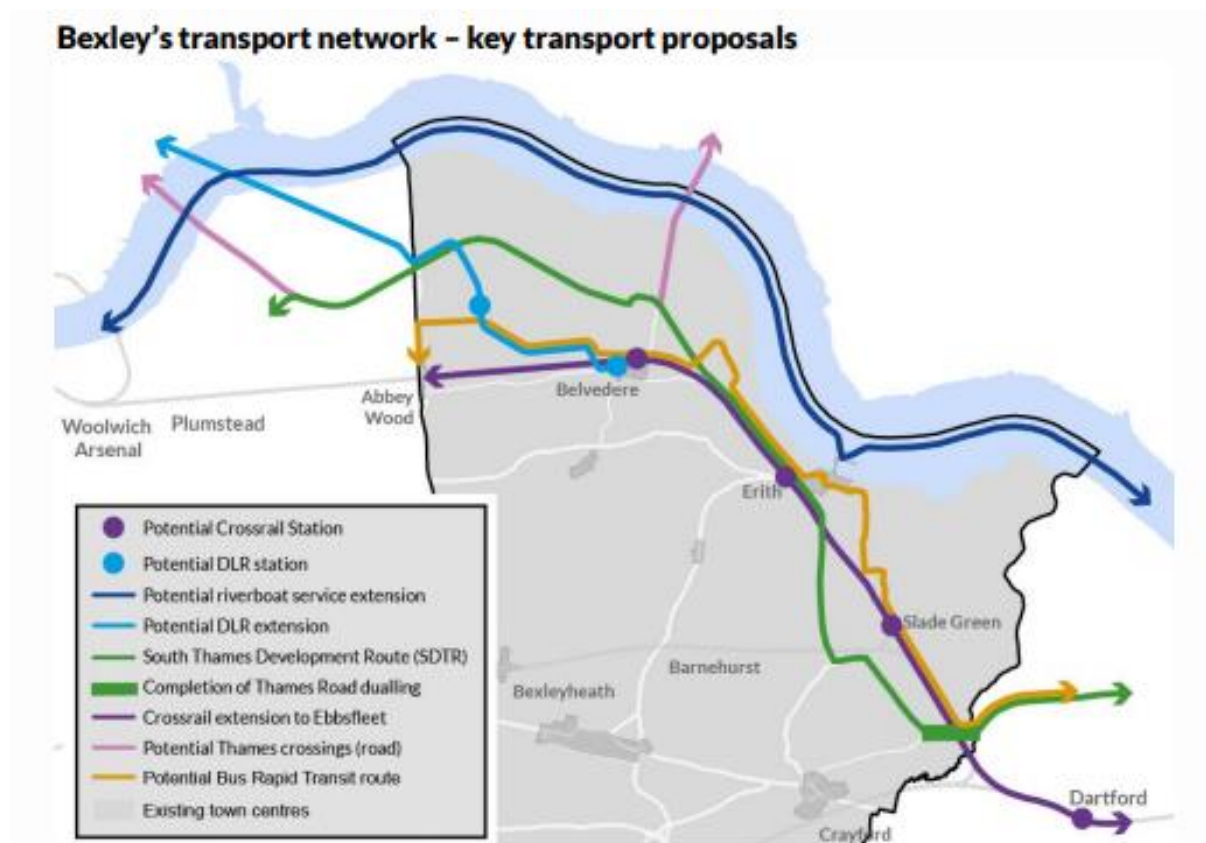 Bexley's transport network – key transport proposals
Abbey
Wood
Belvedere
Woolwich
Arsenal
Plumstead
Erith
Slade Green
Barnehurst
Bexleyheath
Dartford
Crayford
Potential Crossrail Station
Potential DLR station
Potential riverboat service extension
Potential DLR extension
South Thames Development Route (SDTR)
Completion of Thames Road dualling
Crossrail extension to Ebbsfleet
Potential Thames crossings (road)
Potential Bus Rapid Transit route
Existing town centres